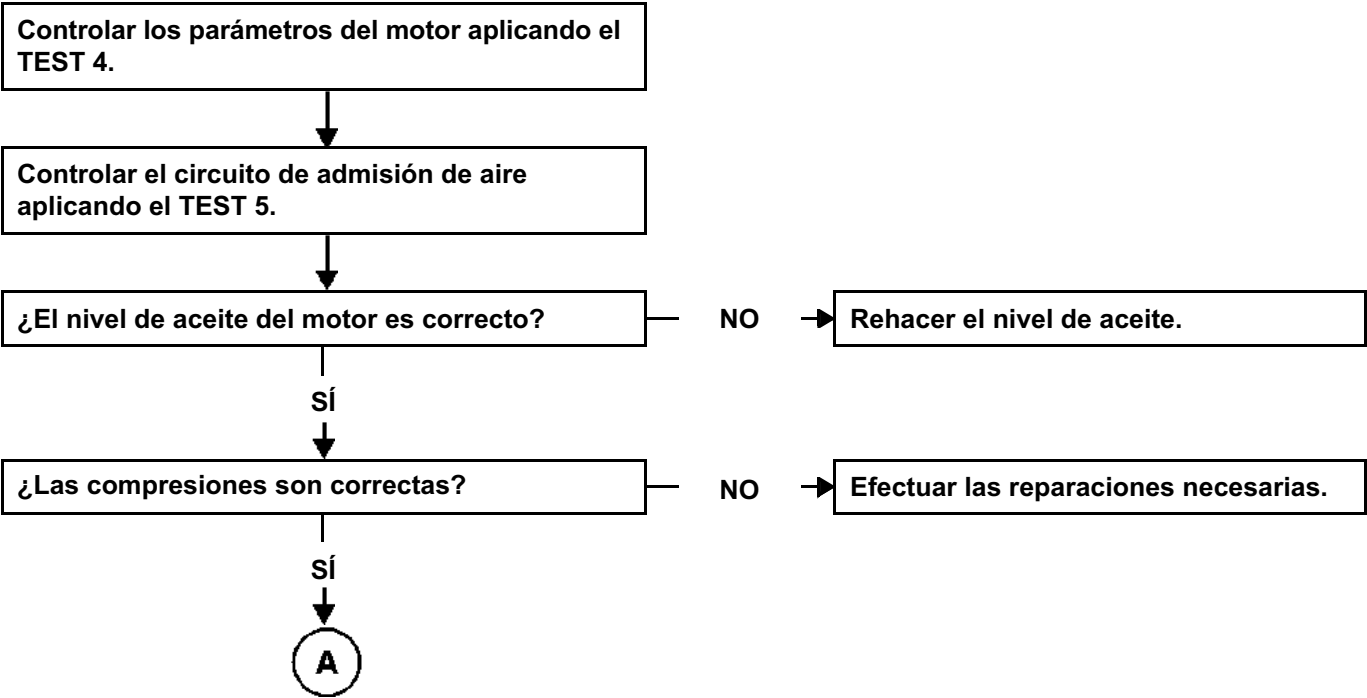 Controlar los parámetros del motor aplicando el
TEST 4.
Controlar el circuito de admisión de aire
aplicando el TEST 5.
¿El nivel de aceite del motor es correcto?
NO
Rehacer el nivel de aceite.
SÍ
¿Las compresiones son correctas?
NO
Efectuar las reparaciones necesarias.
SÍ
A